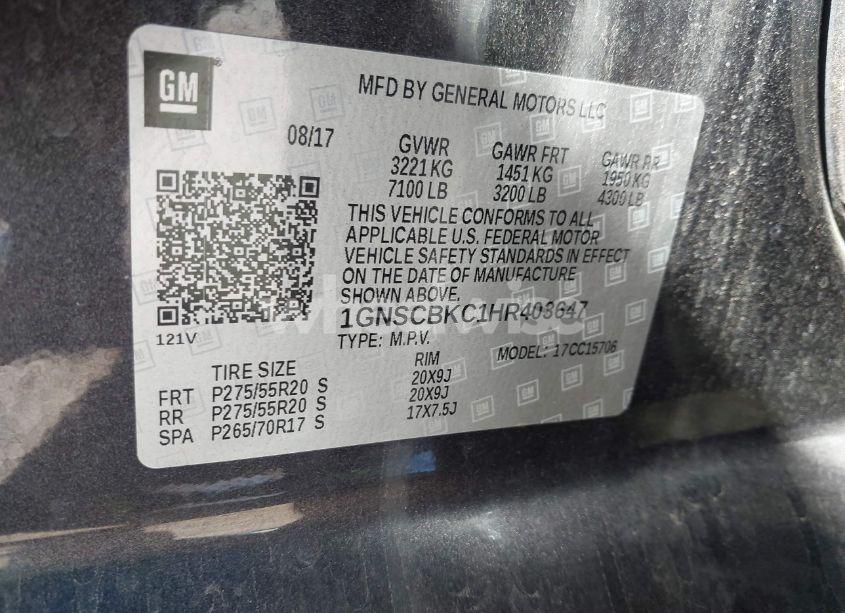 GM
MFD BY GENERAL MOTORS LLC
08/17
GVWR GAWR FRT GAWR RR
3221 KG 1451 KG 1950 KG
7100 LB 3200 LB 4300 LB
THIS VEHICLE CONFORMS TO ALL
APPLICABLE U.S. FEDERAL MOTOR
VEHICLE SAFETY STANDARDS IN EFFECT
ON THE DATE OF MANUFACTURE
SHOWN ABOVE.
1GNSCBKC1HR403647
121V
TYPE: M.P.V. MODEL: 17CC15706
TIRE SIZE RIM
FRT P275/55R20 S 20X9J
RR P275/55R20 S 20X9J
SPA P265/70R17 S 17X7.5J